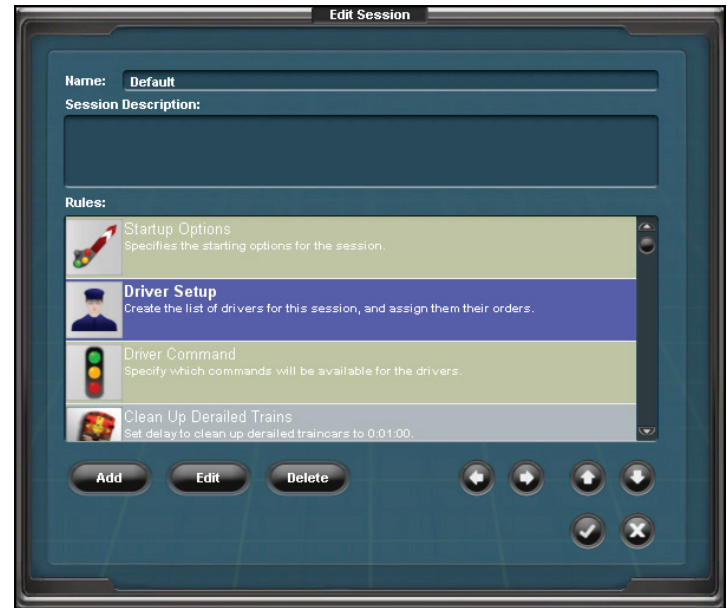 Edit Session
Name: Default
Session Description:
Rules:
Startup Options
Specifies the starting options for the session.
Driver Setup
Create the list of drivers for this session, and assign them their orders.
Driver Command
Specify which commands will be available for the drivers.
Clean Up Derailed Trains
Set delay to clean up derailed traincars to 0:01:00.
Add Edit Delete